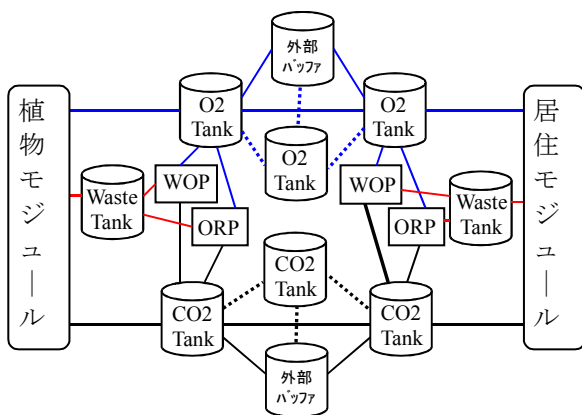 外部
ﾊﾞｯﾌｧ
O2
Tank
O2
Tank
O2
Tank
植物モジュール
居住モジュール
WOP
WOP
Waste
Tank
Waste
Tank
ORP
ORP
CO2
Tank
CO2
Tank
CO2
Tank
外部
ﾊﾞｯﾌｧ